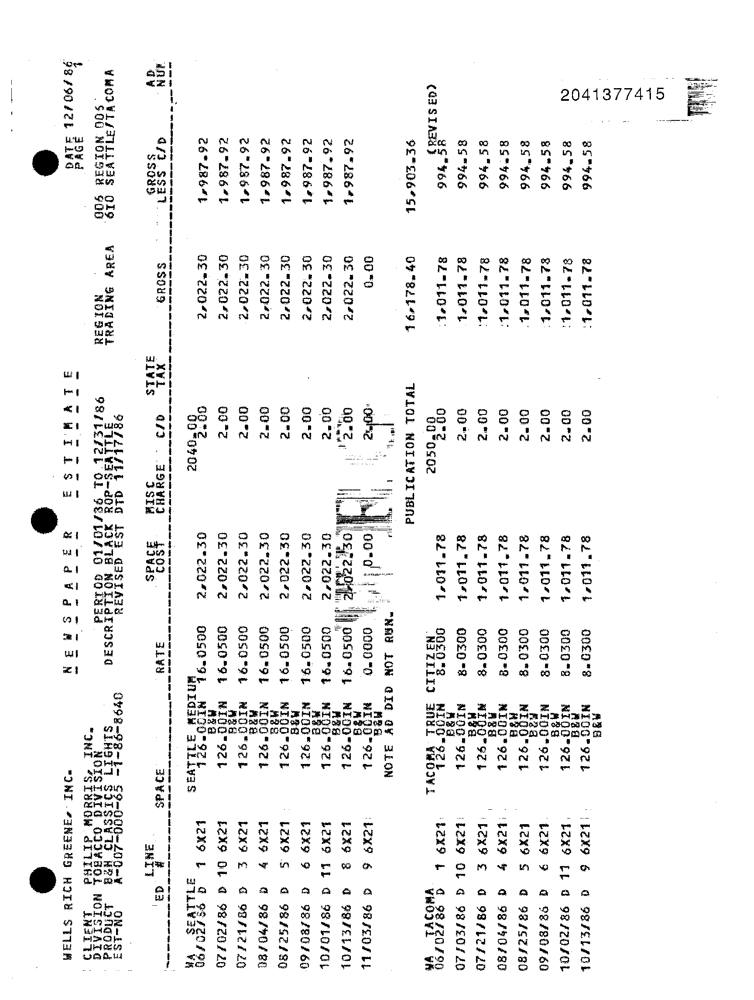 WELLS RICH GREENE, INC. N E W S P A P E R E S T I M A T E DATE 12/06/86
PAGE 1
CLIENT PHILIP MORRIS, INC.
DIVISION TOBACCO DIVISION PERIOD 01/01/86 TO 12/31/86 REGION 006 REGION 006
PRODUCT B&H CLASSICS LIGHTS DESCRIPTION BLACK ROP-SEATTLE TRADING AREA 610 SEATTLE/TACOMA
EST-NO A-007-000-65 -1-86-8640 REVISED EST DTD 11/17/86
LINE SPACE MISC STATE GROSS AD
ED # SPACE RATE COST CHARGE C/D TAX GROSS LESS C/D NUM
WA SEATTLE SEATTLE MEDIUM 2040.00
06/02/86 D 1 6X21 126.00IN 16.0500 2,022.30 2.00 2,022.30 1,987.92
B&W
07/02/86 D 10 6X21 126.00IN 16.0500 2,022.30 2.00 2,022.30 1,987.92
B&W
07/21/86 D 3 6X21 126.00IN 16.0500 2,022.30 2.00 2,022.30 1,987.92
B&W
08/04/86 D 4 6X21 126.00IN 16.0500 2,022.30 2.00 2,022.30 1,987.92
B&W
08/25/86 D 5 6X21 126.00IN 16.0500 2,022.30 2.00 2,022.30 1,987.92
B&W
09/08/86 D 6 6X21 126.00IN 16.0500 2,022.30 2.00 2,022.30 1,987.92
B&W
10/01/86 D 11 6X21 126.00IN 16.0500 2,022.30 2.00 2,022.30 1,987.92
B&W
10/13/86 D 8 6X21 126.00IN 16.0500 2,022.30 2.00 2,022.30 1,987.92
B&W
11/03/86 D 9 6X21 126.00IN 0.0000 0.00 2.00 0.00
B&W
NOTE AD DID NOT RUN.
PUBLICATION TOTAL 16,178.40 15,903.36
WA TACOMA TACOMA TRUE CITIZEN 2050.00 (REVISED)
06/02/86 D 1 6X21 126.00IN 8.0300 1,011.78 2.00 1,011.78 994.58
B&W
07/03/86 D 10 6X21 126.00IN 8.0300 1,011.78 2.00 1,011.78 994.58
B&W
07/21/86 D 3 6X21 126.00IN 8.0300 1,011.78 2.00 1,011.78 994.58
B&W
08/04/86 D 4 6X21 126.00IN 8.0300 1,011.78 2.00 1,011.78 994.58
B&W
08/25/86 D 5 6X21 126.00IN 8.0300 1,011.78 2.00 1,011.78 994.58
B&W
09/08/86 D 6 6X21 126.00IN 8.0300 1,011.78 2.00 1,011.78 994.58
B&W
10/02/86 D 11 6X21 126.00IN 8.0300 1,011.78 2.00 1,011.78 994.58
B&W
10/13/86 D 9 6X21 126.00IN 8.0300 1,011.78 2.00 1,011.78 994.58
B&W
2041377415